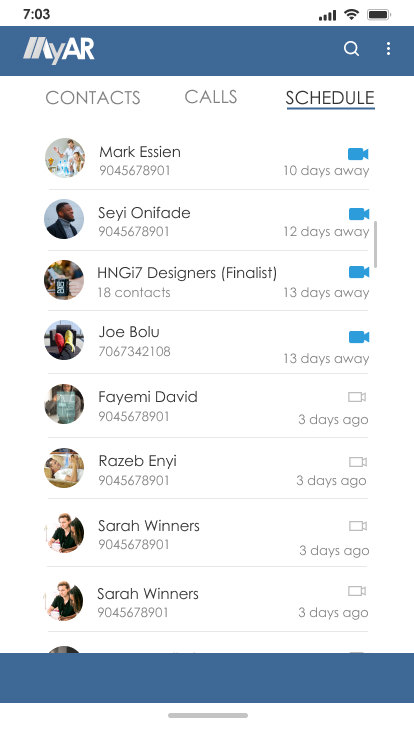 7:03
MyAR
CONTACTS CALLS SCHEDULE
Mark Essien
9045678901 10 days away
Seyi Onifade
9045678901 12 days away
HNGi7 Designers (Finalist)
18 contacts 13 days away
Joe Bolu
7067342108
13 days away
Fayemi David
9045678901 3 days ago
Razeb Enyi
9045678901 3 days ago
Sarah Winners
9045678901 3 days ago
Sarah Winners
9045678901 3 days ago